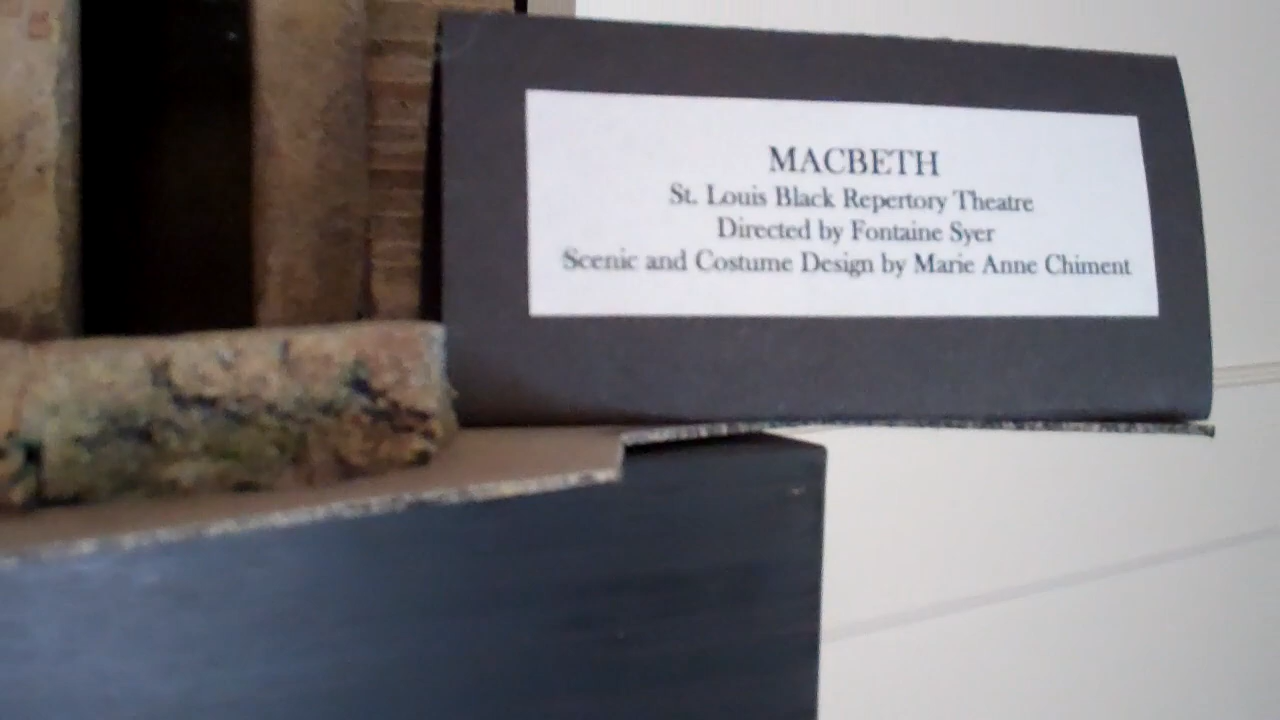 MACBETH
St. Louis Black Repertory Theatre
Directed by Fontaine Syer
Scenic and Costume Design by Marie Anne Chiment